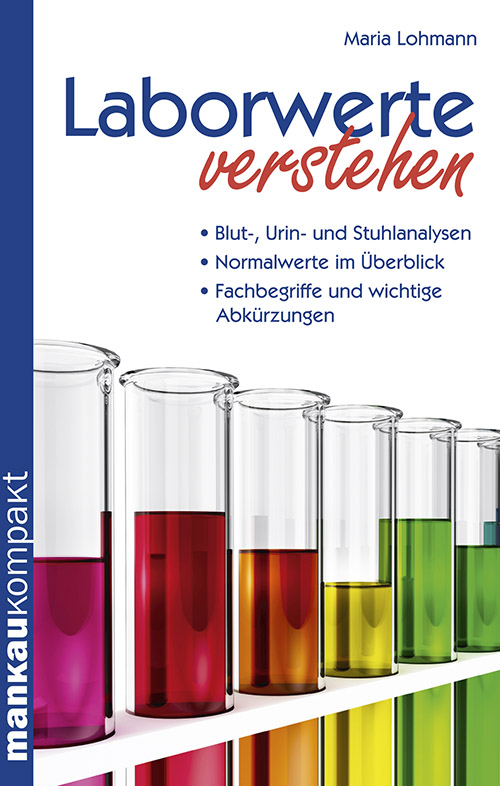 Maria Lohmann
Laborwerte
verstehen
• Blut-, Urin- und Stuhlanalysen
• Normalwerte im Überblick
• Fachbegriffe und wichtige
Abkürzungen
mankaukompakt